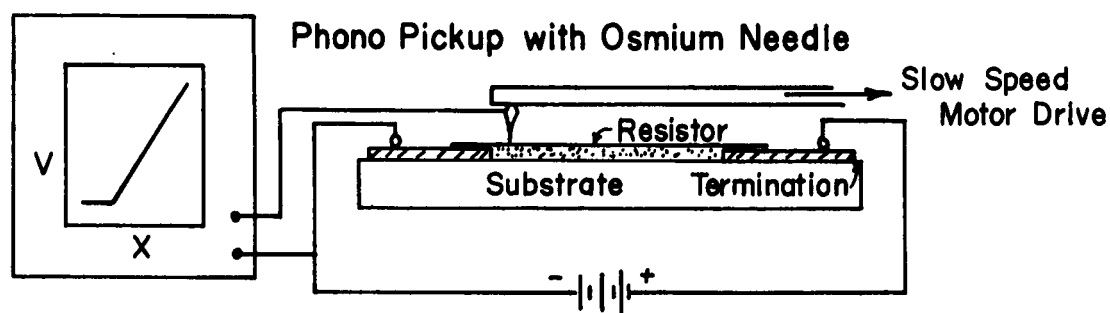 Phono Pickup with Osmium Needle
Slow Speed
Motor Drive
Resistor
V
Substrate
Termination
X
- +